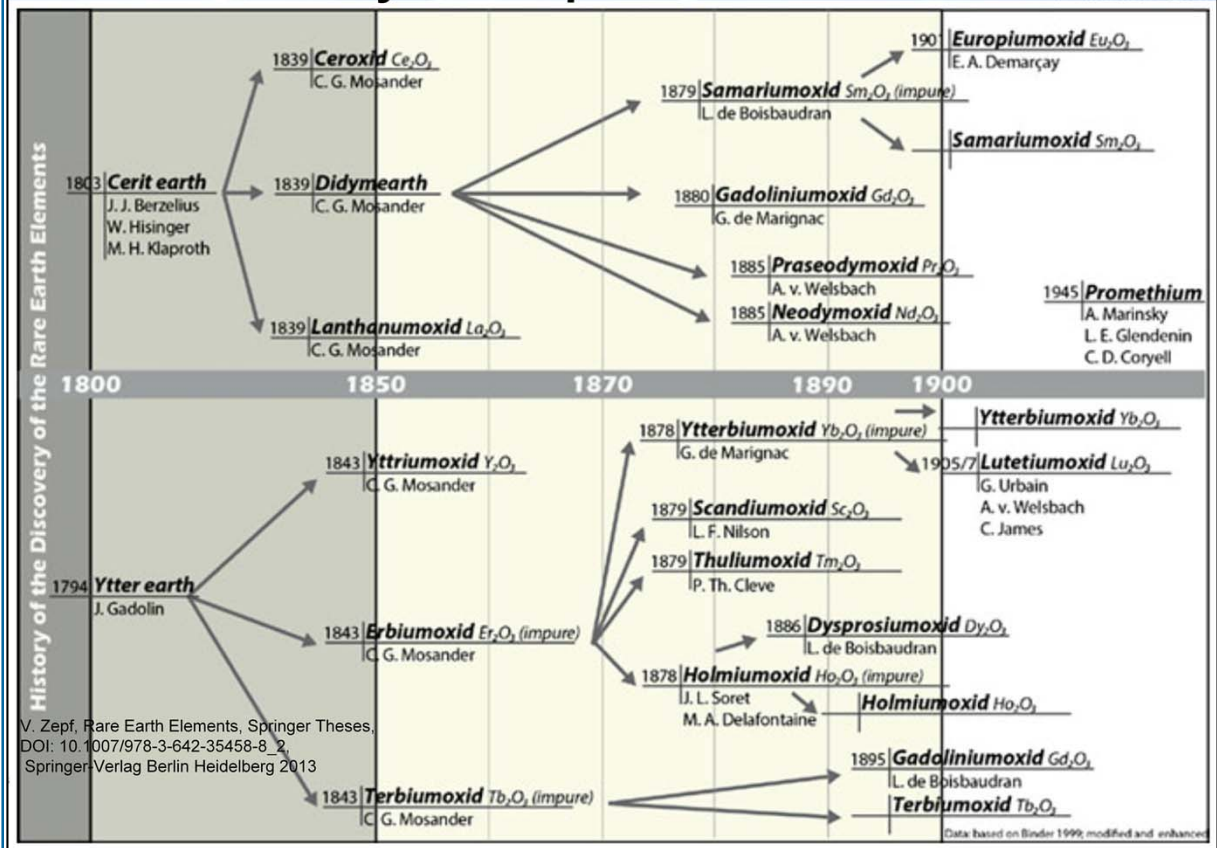 History of the Discovery of the Rare Earth Elements
1839 Ceroxid Ce₂O₃
C. G. Mosander
1803 Cerit earth
J. J. Berzelius
W. Hisinger
M. H. Klaproth
1839 Didymearth
C. G. Mosander
1839 Lanthanumoxid La₂O₃
C. G. Mosander
1879 Samariumoxid Sm₂O₃ (impure)
L. de Boisbaudran
1901 Europiumoxid Eu₂O₃
E. A. Demarçay
Samariumoxid Sm₂O₃
1880 Gadoliniumoxid Gd₂O₃
G. de Marignac
1885 Praseodymoxid Pr₂O₃
A. v. Welsbach
1885 Neodymoxid Nd₂O₃
A. v. Welsbach
1945 Promethium
A. Marinsky
L. E. Glendenin
C. D. Coryell
1800 1850 1870 1890 1900
1794 Ytter earth
J. Gadolin
1843 Yttriumoxid Y₂O₃
C. G. Mosander
1843 Erbiumoxid Er₂O₃ (impure)
C. G. Mosander
1843 Terbiumoxid Tb₂O₃ (impure)
C. G. Mosander
1878 Ytterbiumoxid Yb₂O₃ (impure)
G. de Marignac
Ytterbiumoxid Yb₂O₃
1905/7 Lutetiumoxid Lu₂O₃
G. Urbain
A. v. Welsbach
C. James
1879 Scandiumoxid Sc₂O₃
L. F. Nilson
1879 Thuliumoxid Tm₂O₃
P. Th. Cleve
1886 Dysprosiumoxid Dy₂O₃
L. de Boisbaudran
1878 Holmiumoxid Ho₂O₃ (impure)
J. L. Soret
M. A. Delafontaine
Holmiumoxid Ho₂O₃
1895 Gadoliniumoxid Gd₂O₃
L. de Boisbaudran
Terbiumoxid Tb₂O₃
V. Zepf, Rare Earth Elements, Springer Theses,
DOI: 10.1007/978-3-642-35458-8_2,
Springer-Verlag Berlin Heidelberg 2013
Data: based on Binder 1999; modified and enhanced